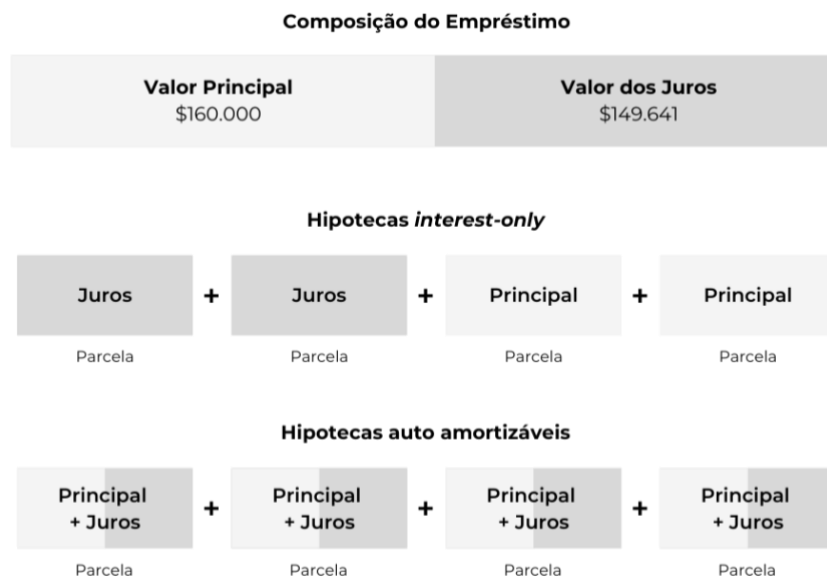 Composição do Empréstimo
Valor Principal
$160.000
Valor dos Juros
$149.641
Hipotecas interest-only
Juros + Juros + Principal + Principal
Parcela Parcela Parcela Parcela
Hipotecas auto amortizáveis
Principal + Juros + Principal + Juros + Principal + Juros + Principal + Juros
Parcela Parcela Parcela Parcela